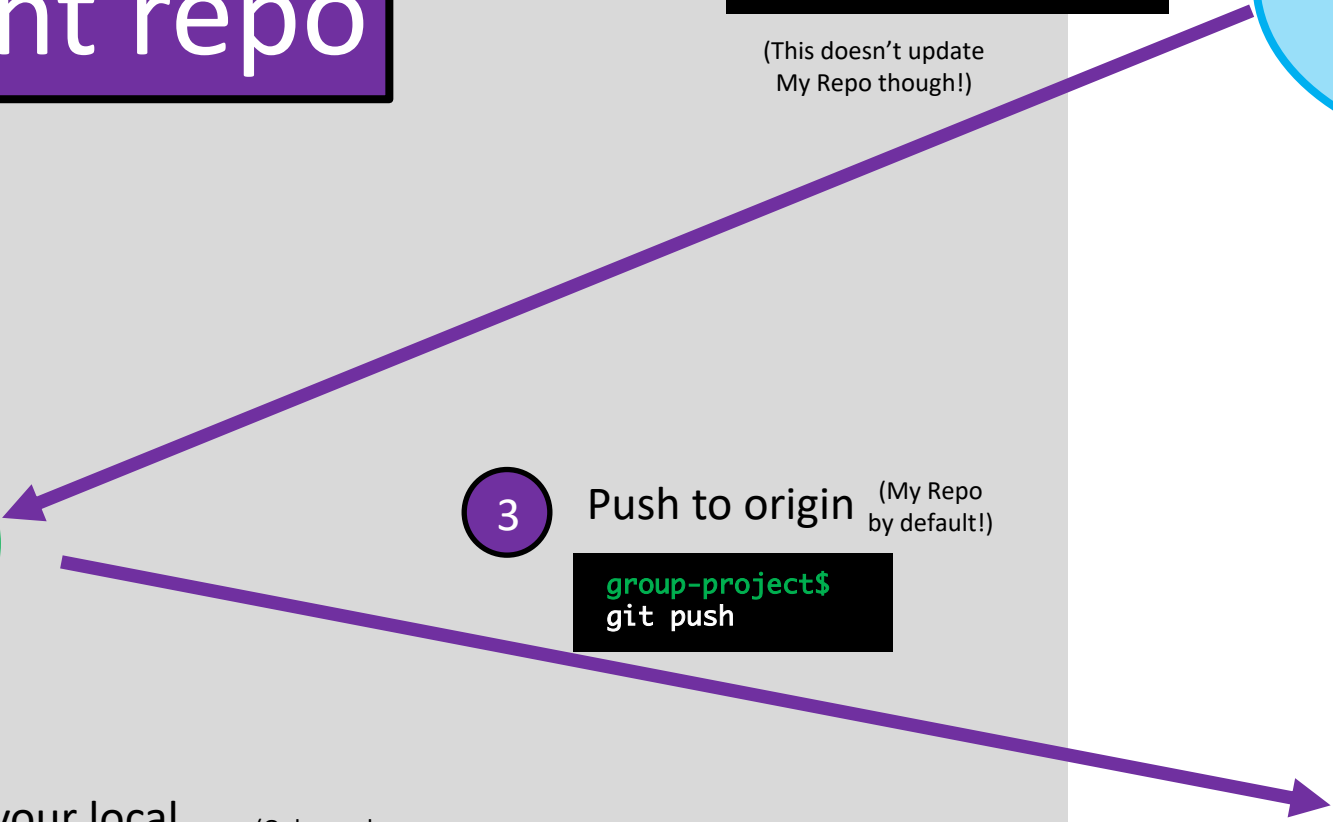 nt repo
(This doesn't update
My Repo though!)
3
Push to origin (My Repo
by default!)
group-project$
git push
your local